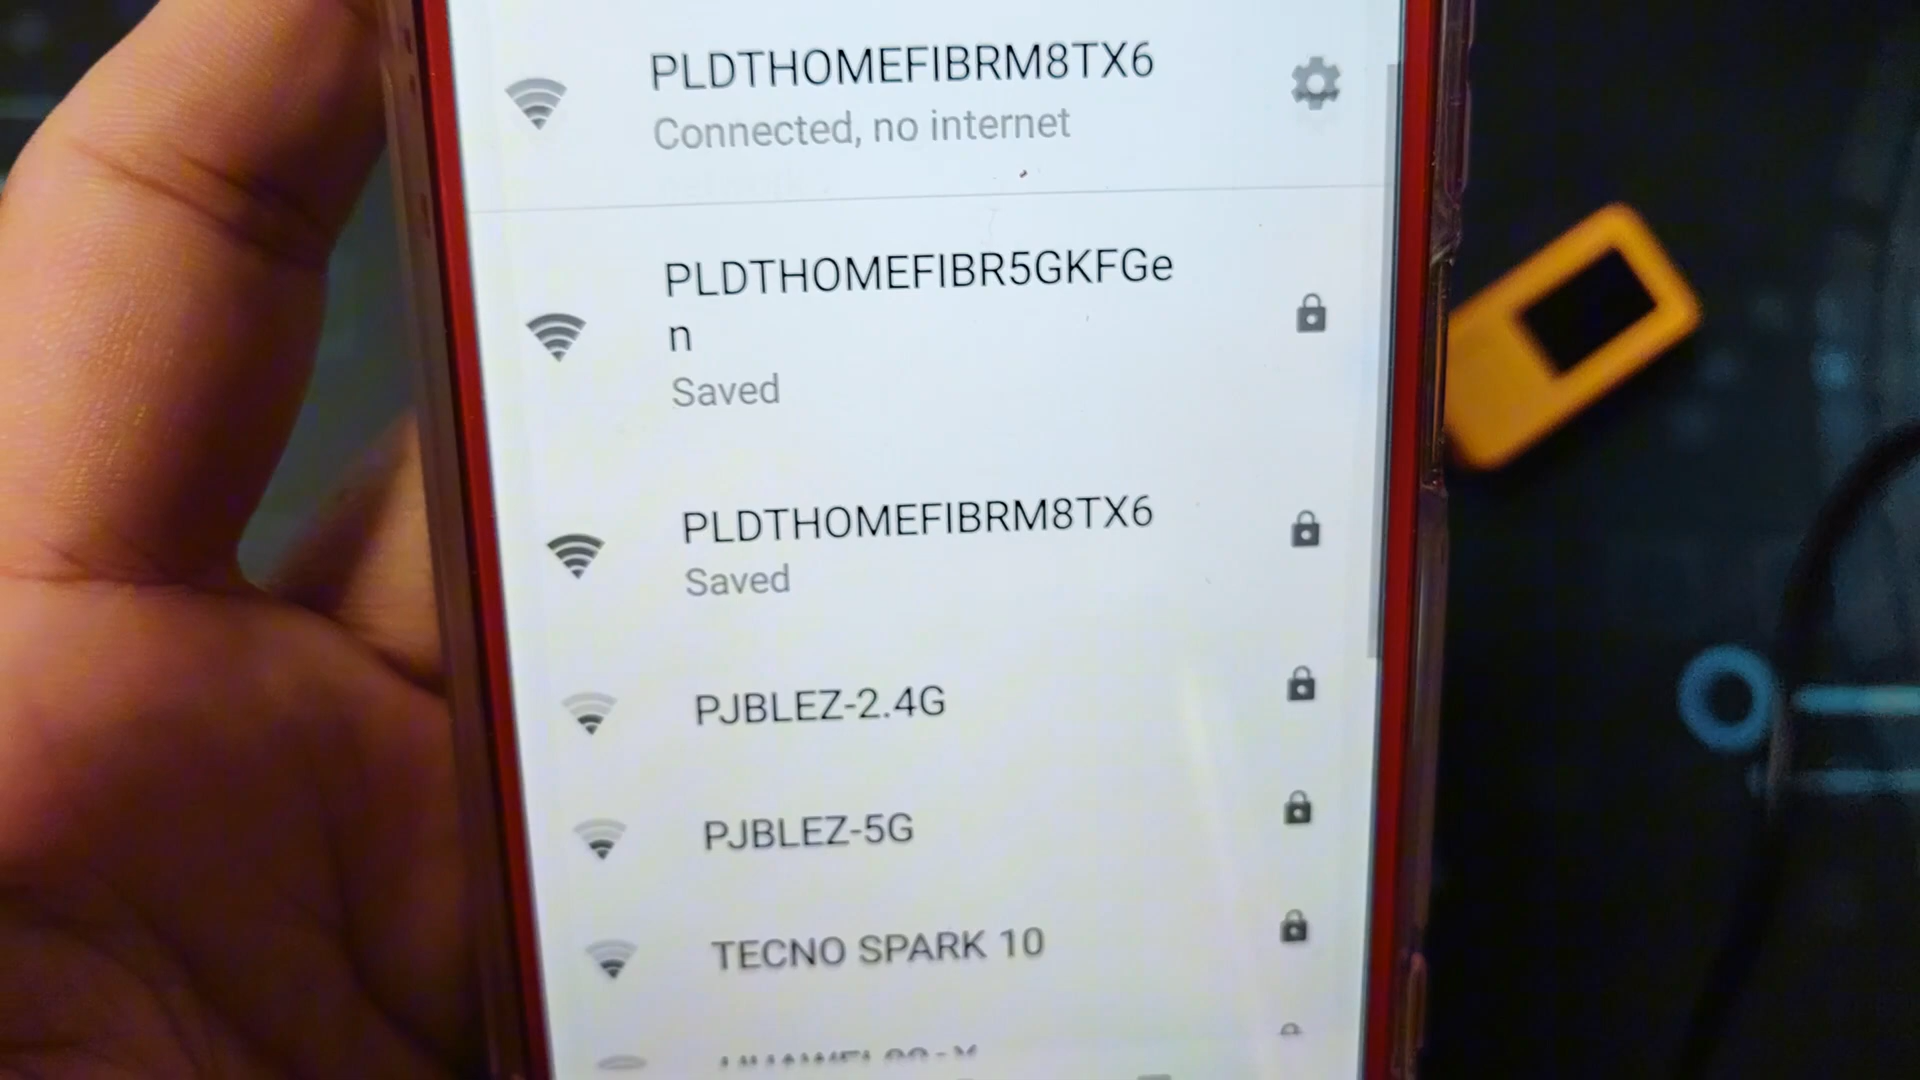 PLDTHOMEFIBRM8TX6
Connected, no internet
PLDTHOMEFIBR5GKFGe
n
Saved
PLDTHOMEFIBRM8TX6
Saved
PJBLEZ-2.4G
PJBLEZ-5G
TECNO SPARK 10